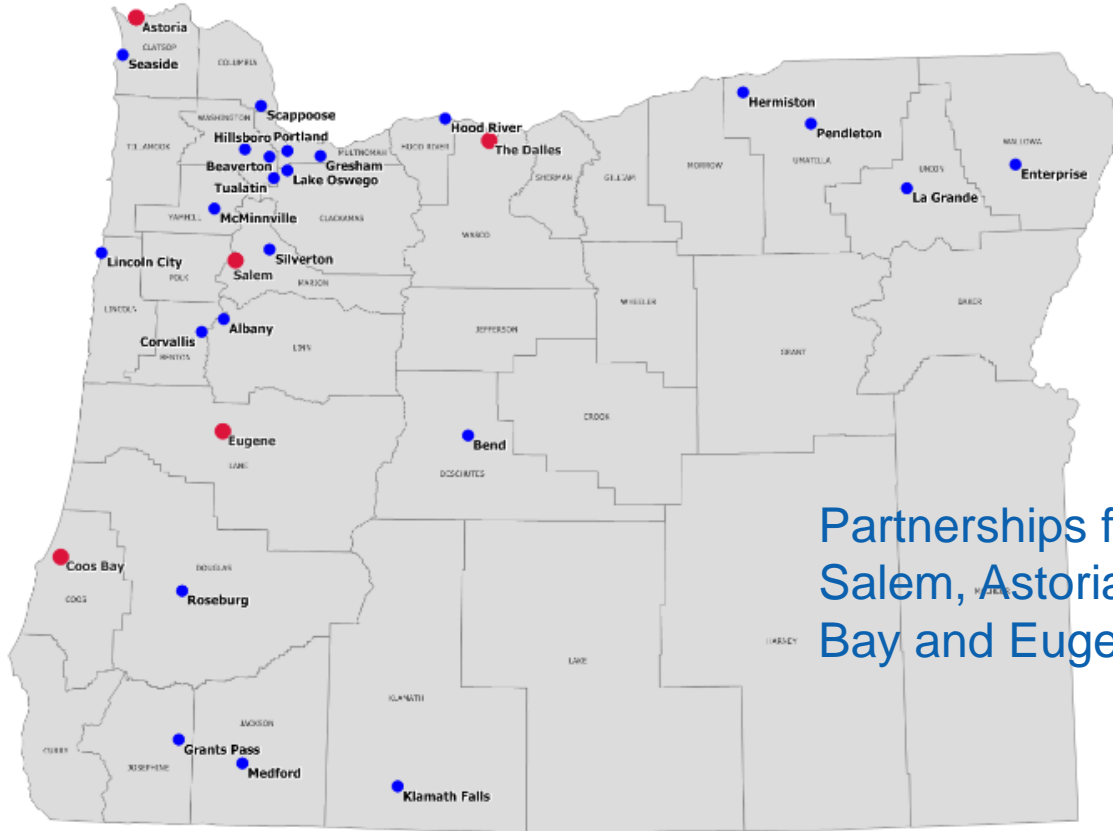 Astoria
CLATSOP
Seaside
COLUMBIA
Scappoose
WASHINGTON
Hood River
Hermiston
Pendleton
UMATILLA
MORROW
WALLOWA
Enterprise
UNION
La Grande
TILLAMOOK
Hillsboro
Portland
MULTNOMAH
HOOD RIVER
The Dalles
Beaverton
Gresham
Lake Oswego
Tualatin
SHERMAN
GILLIAM
YAMHILL
McMinnville
CLACKAMAS
WASCO
Lincoln City
Silverton
Salem
POLK
MARION
LINCOLN
WHEELER
BAKER
Albany
Corvallis
JEFFERSON
LINN
GRANT
BENTON
CROOK
Eugene
Bend
LANE
DESCHUTES
Partnerships f
Salem, Astoria
Bay and Euge
Coos Bay
DOUGLAS
COOS
Roseburg
MALHEUR
HARNEY
LAKE
KLAMATH
JACKSON
CURRY
Grants Pass
JOSEPHINE
Medford
Klamath Falls